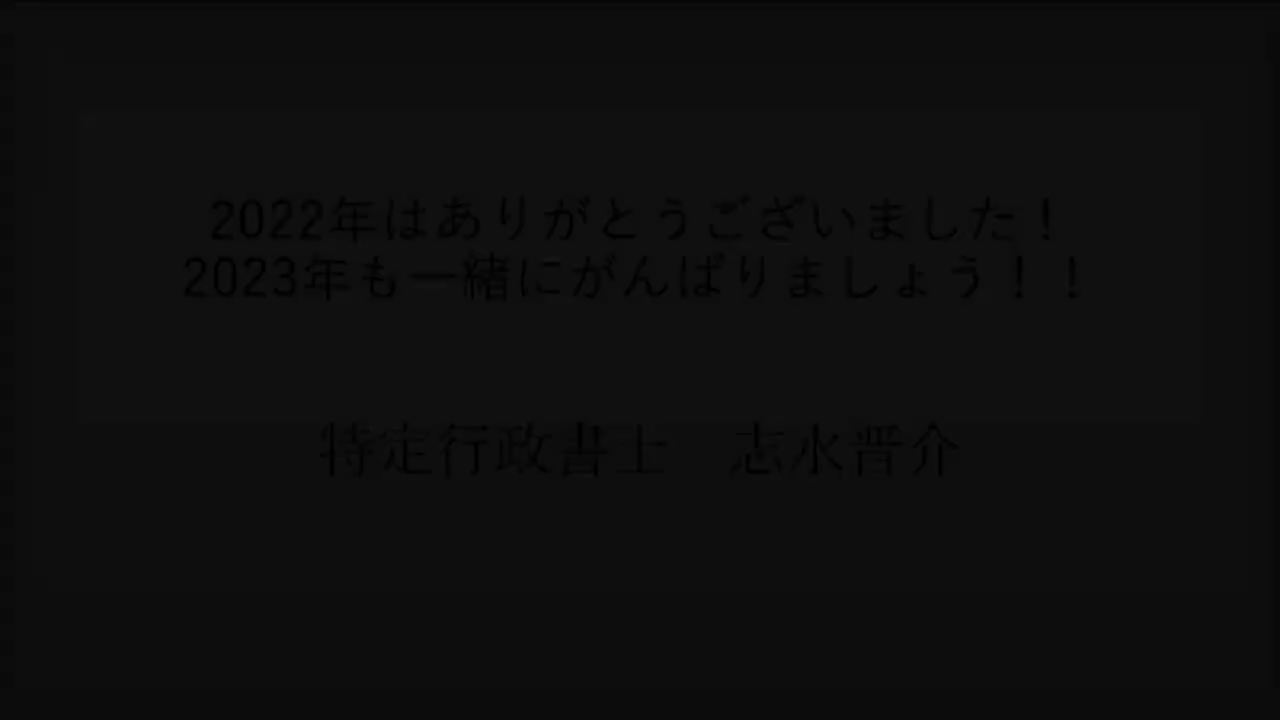 2022年はありがとうございました！
2023年も一緒にがんばりましょう！！
特定行政書士　志水晋介